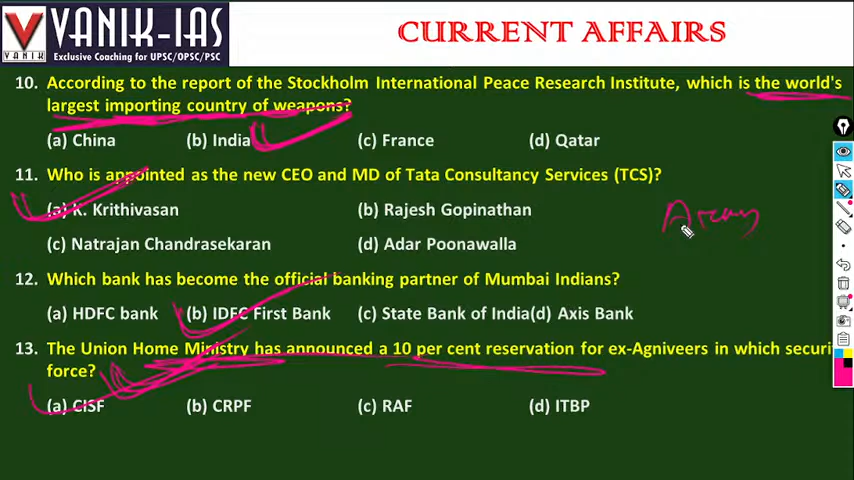 VANIK-IAS
VANIK
Exclusive Coaching for UPSC/OPSC/PSC
CURRENT AFFAIRS
10. According to the report of the Stockholm International Peace Research Institute, which is the world's
largest importing country of weapons?
(a) China (b) India (c) France (d) Qatar
11. Who is appointed as the new CEO and MD of Tata Consultancy Services (TCS)?
(a) K. Krithivasan (b) Rajesh Gopinathan
Army
(c) Natrajan Chandrasekaran (d) Adar Poonawalla
12. Which bank has become the official banking partner of Mumbai Indians?
(a) HDFC bank (b) IDFC First Bank (c) State Bank of India(d) Axis Bank
13. The Union Home Ministry has announced a 10 per cent reservation for ex-Agniveers in which securi
force?
(a) CISF (b) CRPF (c) RAF (d) ITBP